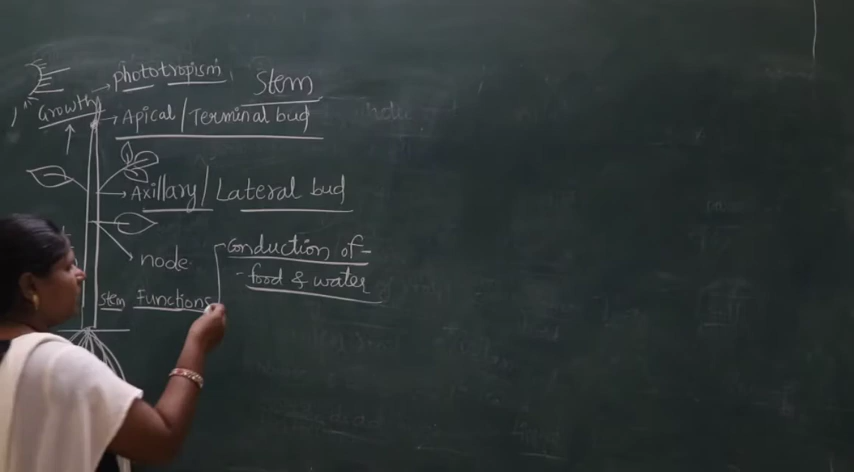 phototropism
Stem
Growth
Apical/Terminal bud
Axillary/Lateral bud
node
Conduction of-
-food & water
Stem Functions